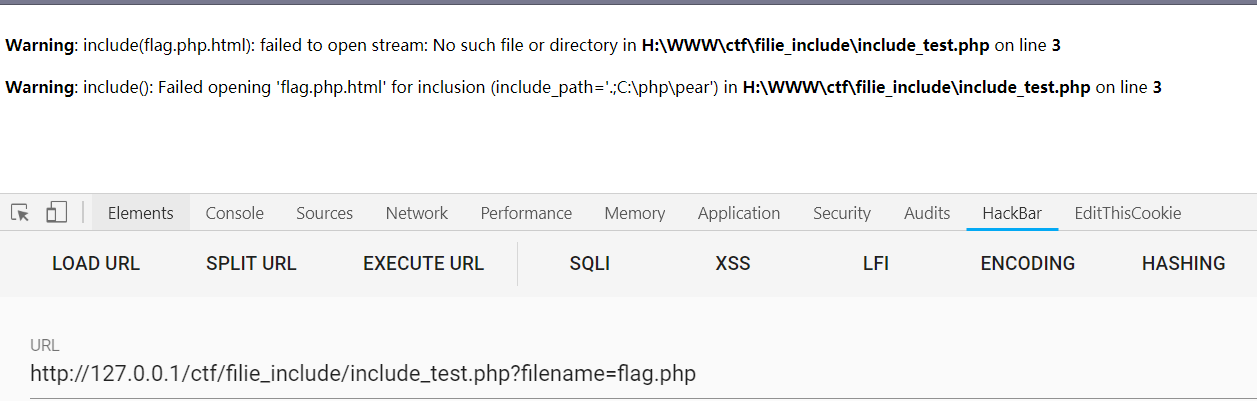 Warning: include(flag.php.html): failed to open stream: No such file or directory in H:\WWW\ctf\filie_include\include_test.php on line 3
Warning: include(): Failed opening 'flag.php.html' for inclusion (include_path='.;C:\php\pear') in H:\WWW\ctf\filie_include\include_test.php on line 3
Elements Console Sources Network Performance Memory Application Security Audits HackBar EditThisCookie
LOAD URL SPLIT URL EXECUTE URL SQLI XSS LFI ENCODING HASHING
URL
http://127.0.0.1/ctf/filie_include/include_test.php?filename=flag.php